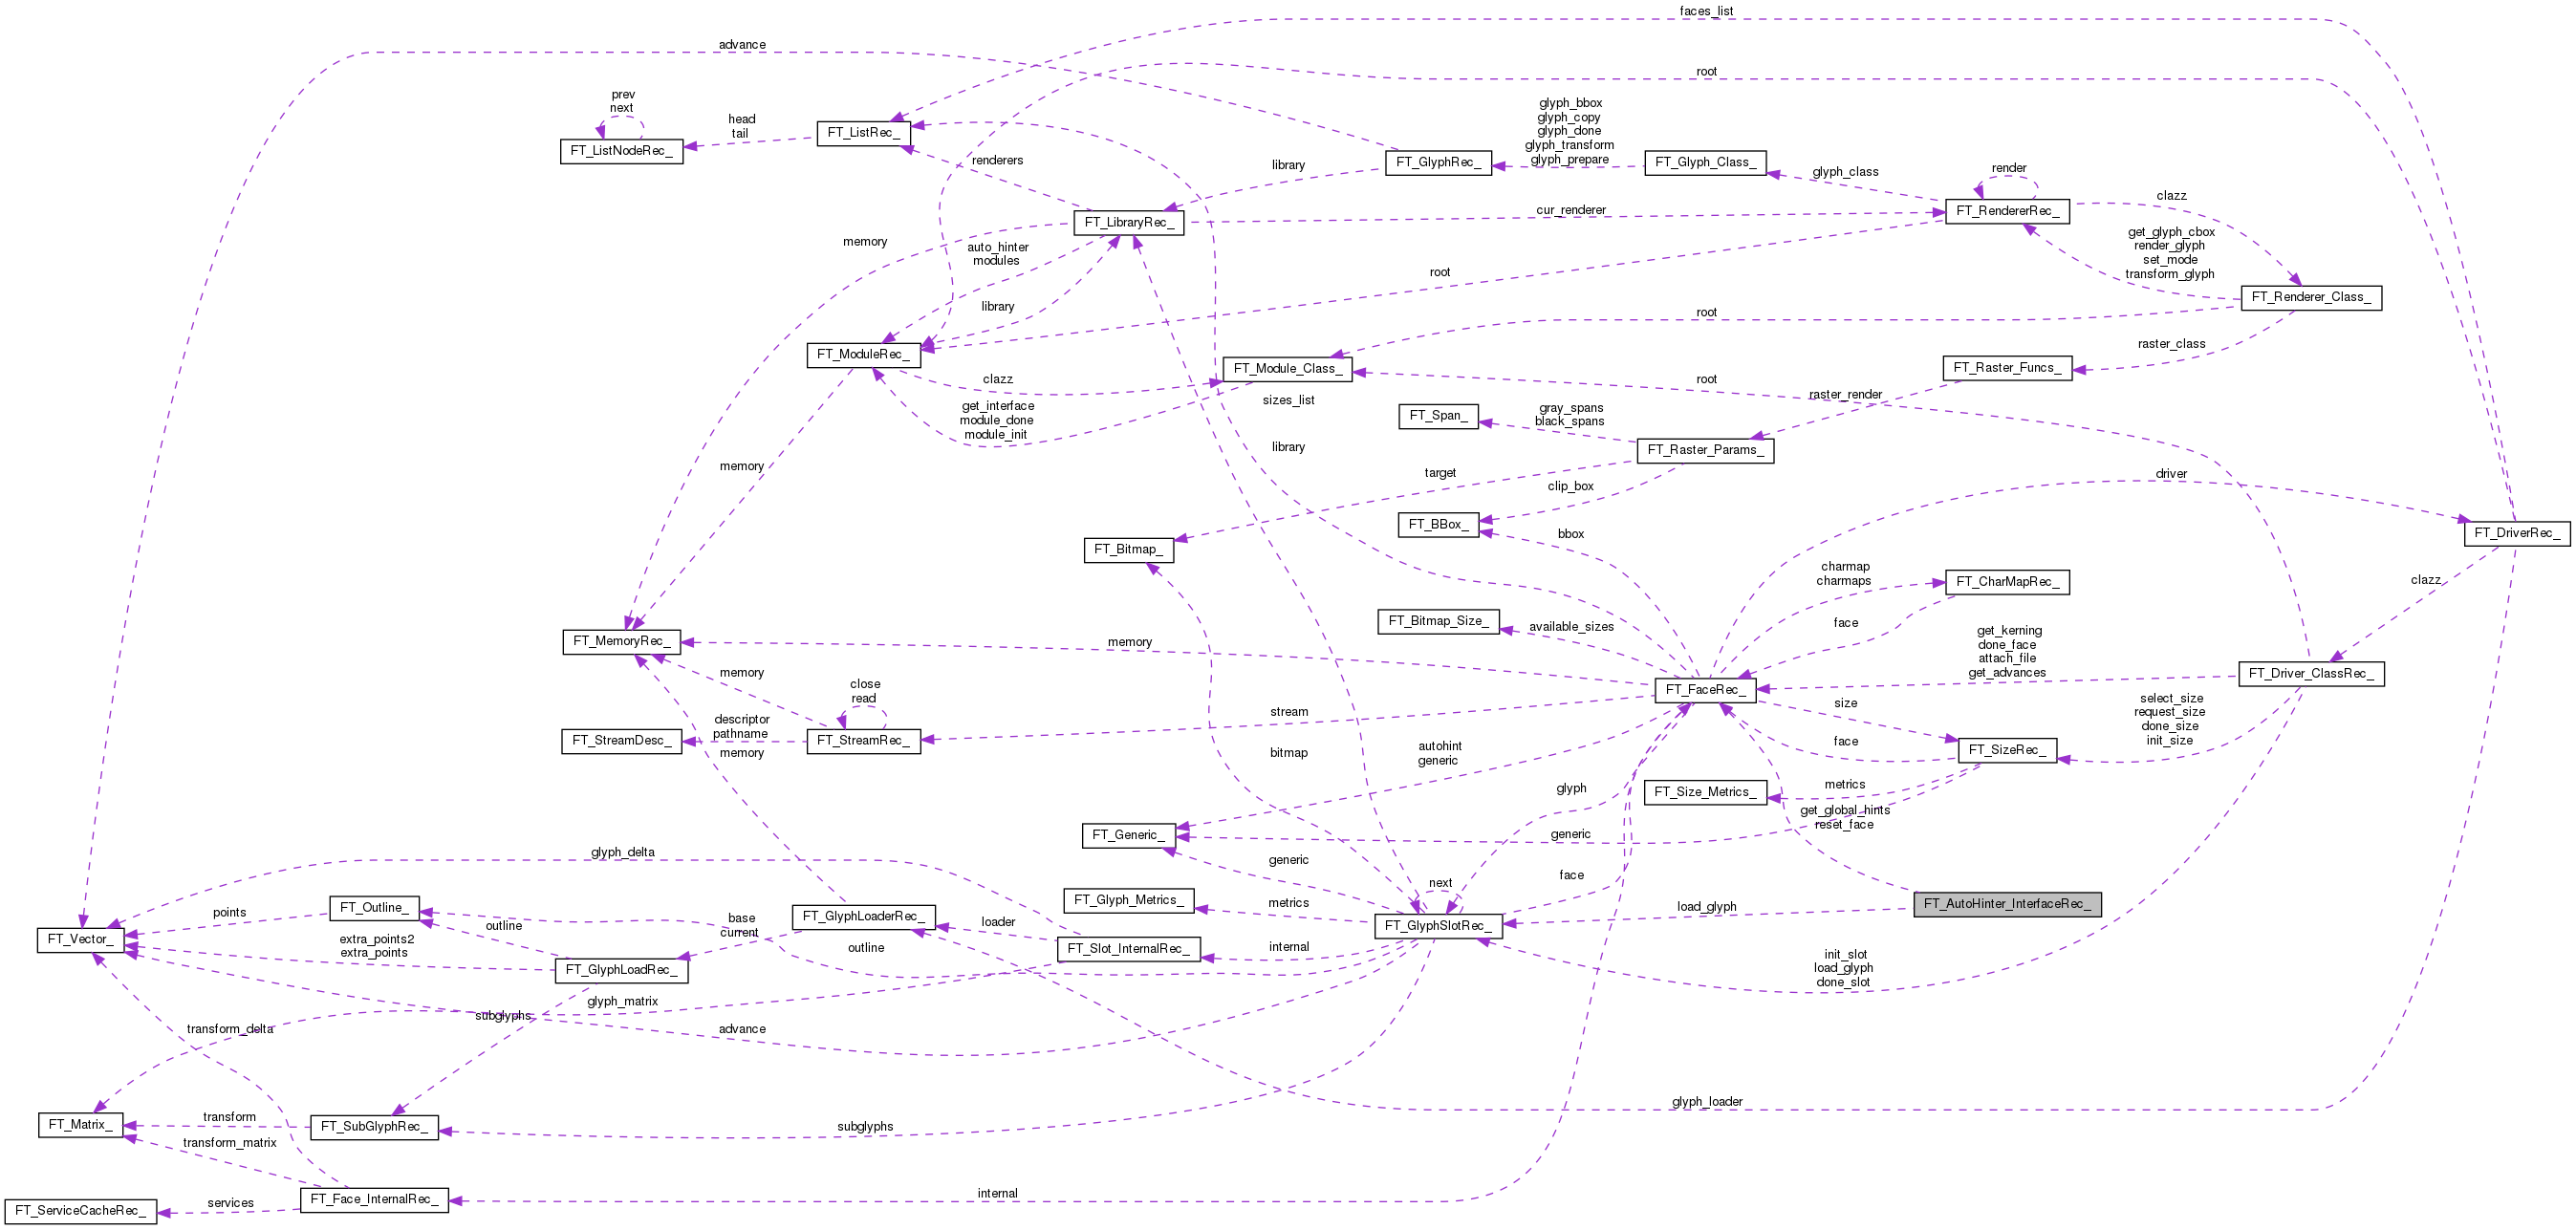 faces_list
advance
root
prev
next
FT_ListNodeRec_
head
tail
FT_ListRec_
renderers
library
FT_GlyphRec_
glyph_bbox
glyph_copy
glyph_done
glyph_transform
glyph_prepare
FT_Glyph_Class_
glyph_class
render
FT_RendererRec_
clazz
cur_renderer
FT_LibraryRec_
memory
auto_hinter
modules
library
root
get_glyph_cbox
render_glyph
set_mode
transform_glyph
FT_Renderer_Class_
root
raster_class
FT_ModuleRec_
clazz
FT_Module_Class_
root
FT_Raster_Funcs_
raster_render
get_interface
module_done
module_init
sizes_list
FT_Span_
gray_spans
black_spans
FT_Raster_Params_
memory
library
target
clip_box
driver
FT_BBox_
bbox
FT_DriverRec_
FT_Bitmap_
charmap
charmaps
FT_CharMapRec_
clazz
FT_Bitmap_Size_
available_sizes
face
FT_MemoryRec_
memory
get_kerning
done_face
attach_file
get_advances
FT_Driver_ClassRec_
memory
close
read
FT_FaceRec_
size
select_size
request_size
done_size
init_size
stream
FT_StreamDesc_
descriptor
pathname
FT_StreamRec_
memory
bitmap
autohint
generic
face
FT_SizeRec_
glyph
FT_Size_Metrics_
metrics
get_global_hints
reset_face
FT_Generic_
generic
glyph_delta
generic
face
next
FT_Glyph_Metrics_
metrics
load_glyph
FT_AutoHinter_InterfaceRec_
points
FT_Outline_
outline
base
current
FT_GlyphLoaderRec_
loader
FT_GlyphSlotRec_
FT_Vector_
extra_points2
extra_points
FT_GlyphLoadRec_
outline
FT_Slot_InternalRec_
internal
init_slot
load_glyph
done_slot
glyph_matrix
subglyphs
transform_delta
advance
glyph_loader
FT_Matrix_
transform
FT_SubGlyphRec_
subglyphs
transform_matrix
FT_ServiceCacheRec_
services
FT_Face_InternalRec_
internal